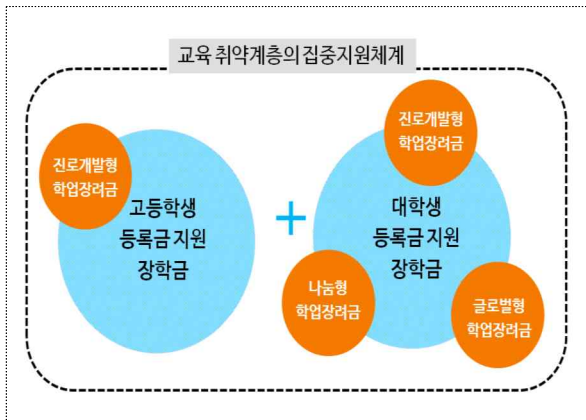 교육 취약계층의 집중지원체계
진로개발형
학업장려금
고등학생
등록금 지원
장학금
+
진로개발형
학업장려금
대학생
등록금 지원
장학금
나눔형
학업장려금
글로벌형
학업장려금